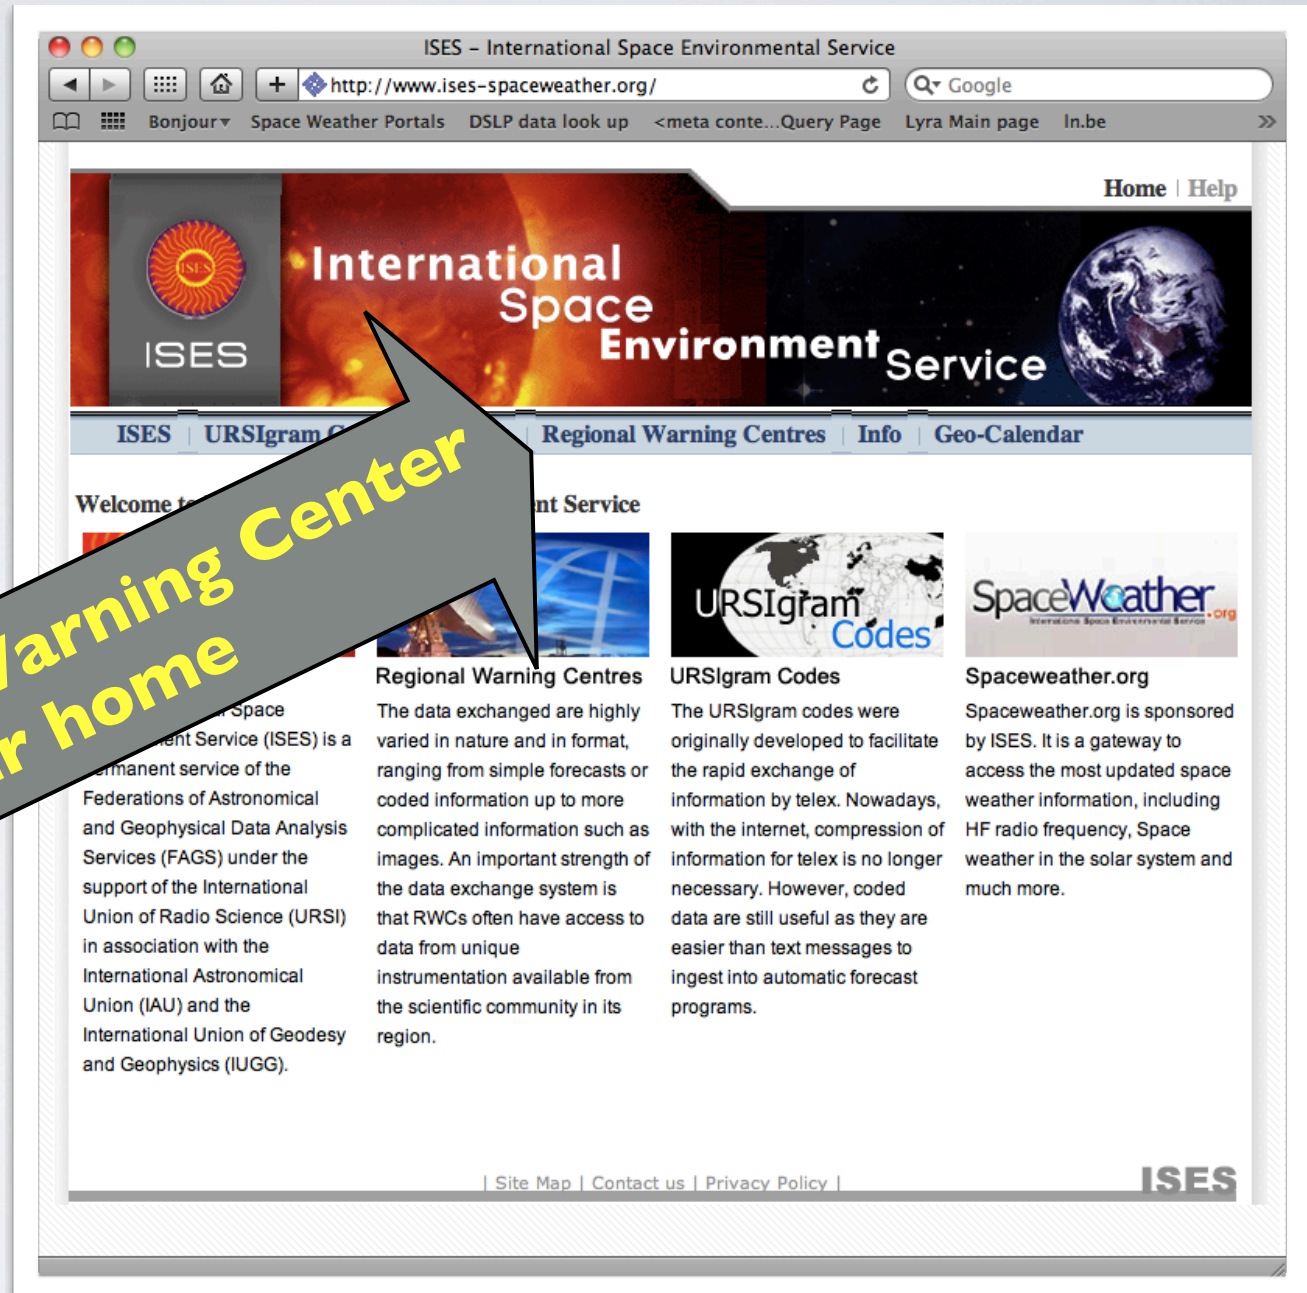 ISES – International Space Environmental Service
http://www.ises-spaceweather.org/
Google
Bonjour Space Weather Portals DSLP data look up <meta conte...Query Page Lyra Main page In.be
Home | Help
ISES
ISES
International
Space
Environment
Service
ISES | URSIgram | Regional Warning Centres | Info | Geo-Calendar
Warning Center
home
Welcome Service
URSIgram
Codes
SpaceWeather.org
International Space Environmental Service
Space
Service (ISES) is a
permanent service of the
Federations of Astronomical
and Geophysical Data Analysis
Services (FAGS) under the
support of the International
Union of Radio Science (URSI)
in association with the
International Astronomical
Union (IAU) and the
International Union of Geodesy
and Geophysics (IUGG).
Regional Warning Centres
The data exchanged are highly
varied in nature and in format,
ranging from simple forecasts or
coded information up to more
complicated information such as
images. An important strength of
the data exchange system is
that RWCs often have access to
data from unique
instrumentation available from
the scientific community in its
region.
URSIgram Codes
The URSIgram codes were
originally developed to facilitate
the rapid exchange of
information by telex. Nowadays,
with the internet, compression of
information for telex is no longer
necessary. However, coded
data are still useful as they are
easier than text messages to
ingest into automatic forecast
programs.
Spaceweather.org
Spaceweather.org is sponsored
by ISES. It is a gateway to
access the most updated space
weather information, including
HF radio frequency, Space
weather in the solar system and
much more.
| Site Map | Contact us | Privacy Policy |
ISES